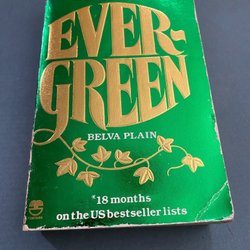 EVER-
GREEN
BELVA PLAIN
*18 months
on the US bestseller lists